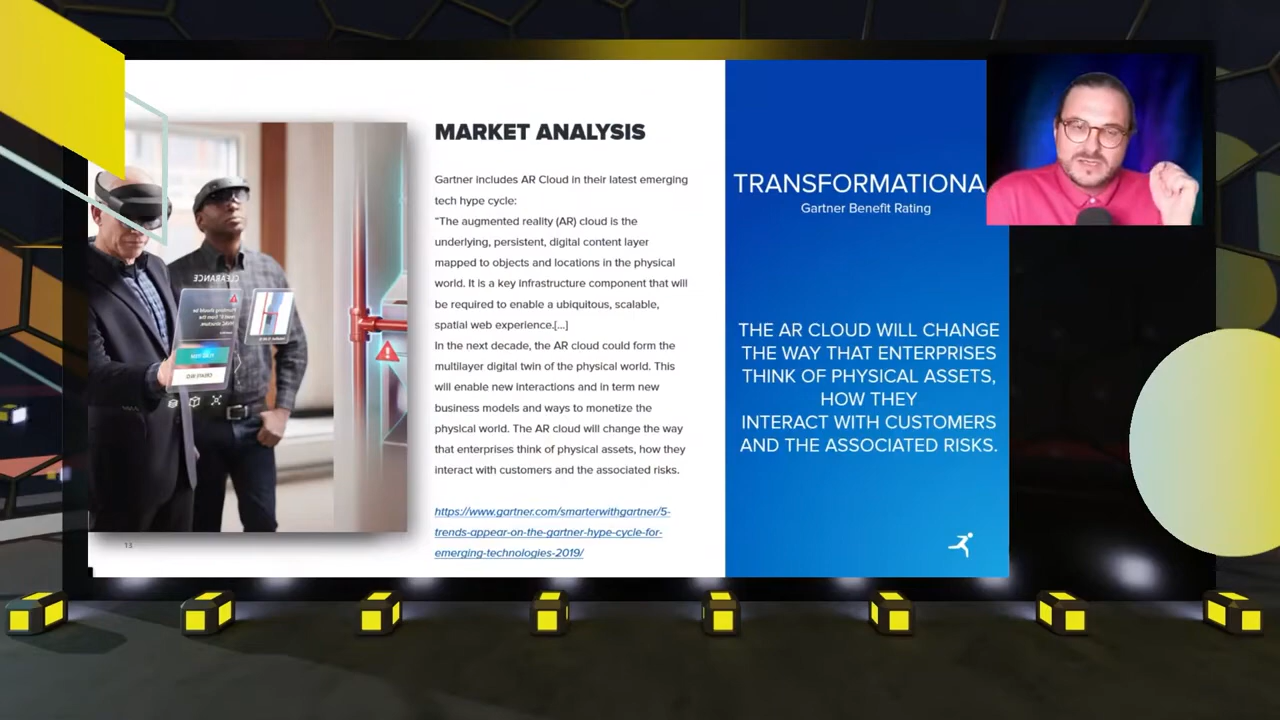 MARKET ANALYSIS
Gartner includes AR Cloud in their latest emerging
tech hype cycle:
“The augmented reality (AR) cloud is the
underlying, persistent, digital content layer
mapped to objects and locations in the physical
world. It is a key infrastructure component that will
be required to enable a ubiquitous, scalable,
spatial web experience.[...]
In the next decade, the AR cloud could form the
multilayer digital twin of the physical world. This
will enable new interactions and in term new
business models and ways to monetize the
physical world. The AR cloud will change the way
that enterprises think of physical assets, how they
interact with customers and the associated risks.
https://www.gartner.com/smarterwithgartner/5-
trends-appear-on-the-gartner-hype-cycle-for-
emerging-technologies-2019/
TRANSFORMATIONA
Gartner Benefit Rating
THE AR CLOUD WILL CHANGE
THE WAY THAT ENTERPRISES
THINK OF PHYSICAL ASSETS,
HOW THEY
INTERACT WITH CUSTOMERS
AND THE ASSOCIATED RISKS.
CLEARANCE
13